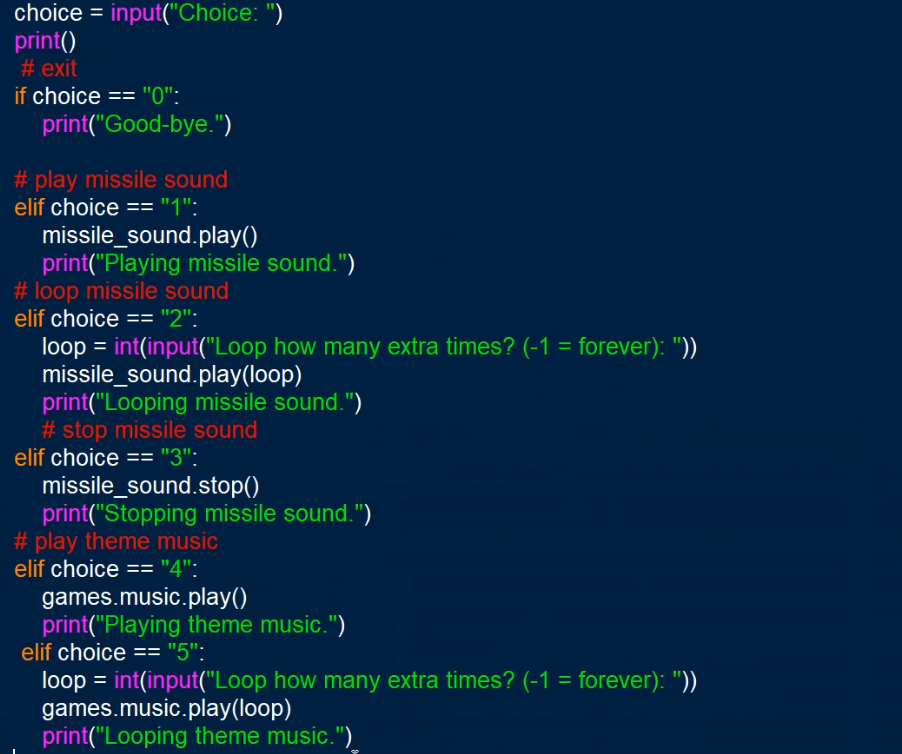 choice = input("Choice: ")
print()
 # exit
if choice == "0":
    print("Good-bye.")

# play missile sound
elif choice == "1":
    missile_sound.play()
    print("Playing missile sound.")
# loop missile sound
elif choice == "2":
    loop = int(input("Loop how many extra times? (-1 = forever): "))
    missile_sound.play(loop)
    print("Looping missile sound.")
    # stop missile sound
elif choice == "3":
    missile_sound.stop()
    print("Stopping missile sound.")
# play theme music
elif choice == "4":
    games.music.play()
    print("Playing theme music.")
 elif choice == "5":
    loop = int(input("Loop how many extra times? (-1 = forever): "))
    games.music.play(loop)
    print("Looping theme music.")